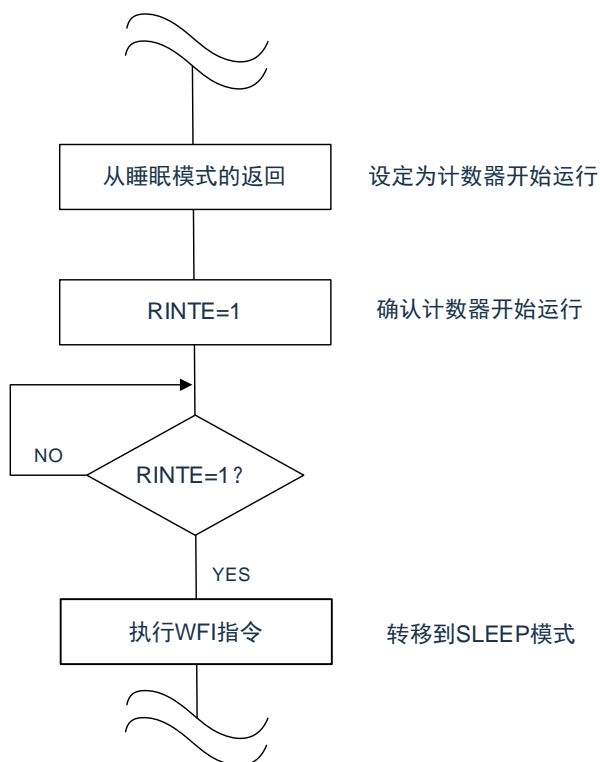 从睡眠模式的返回
设定为计数器开始运行
RINTE=1
确认计数器开始运行
NO
RINTE=1?
YES
执行WFI指令
转移到SLEEP模式